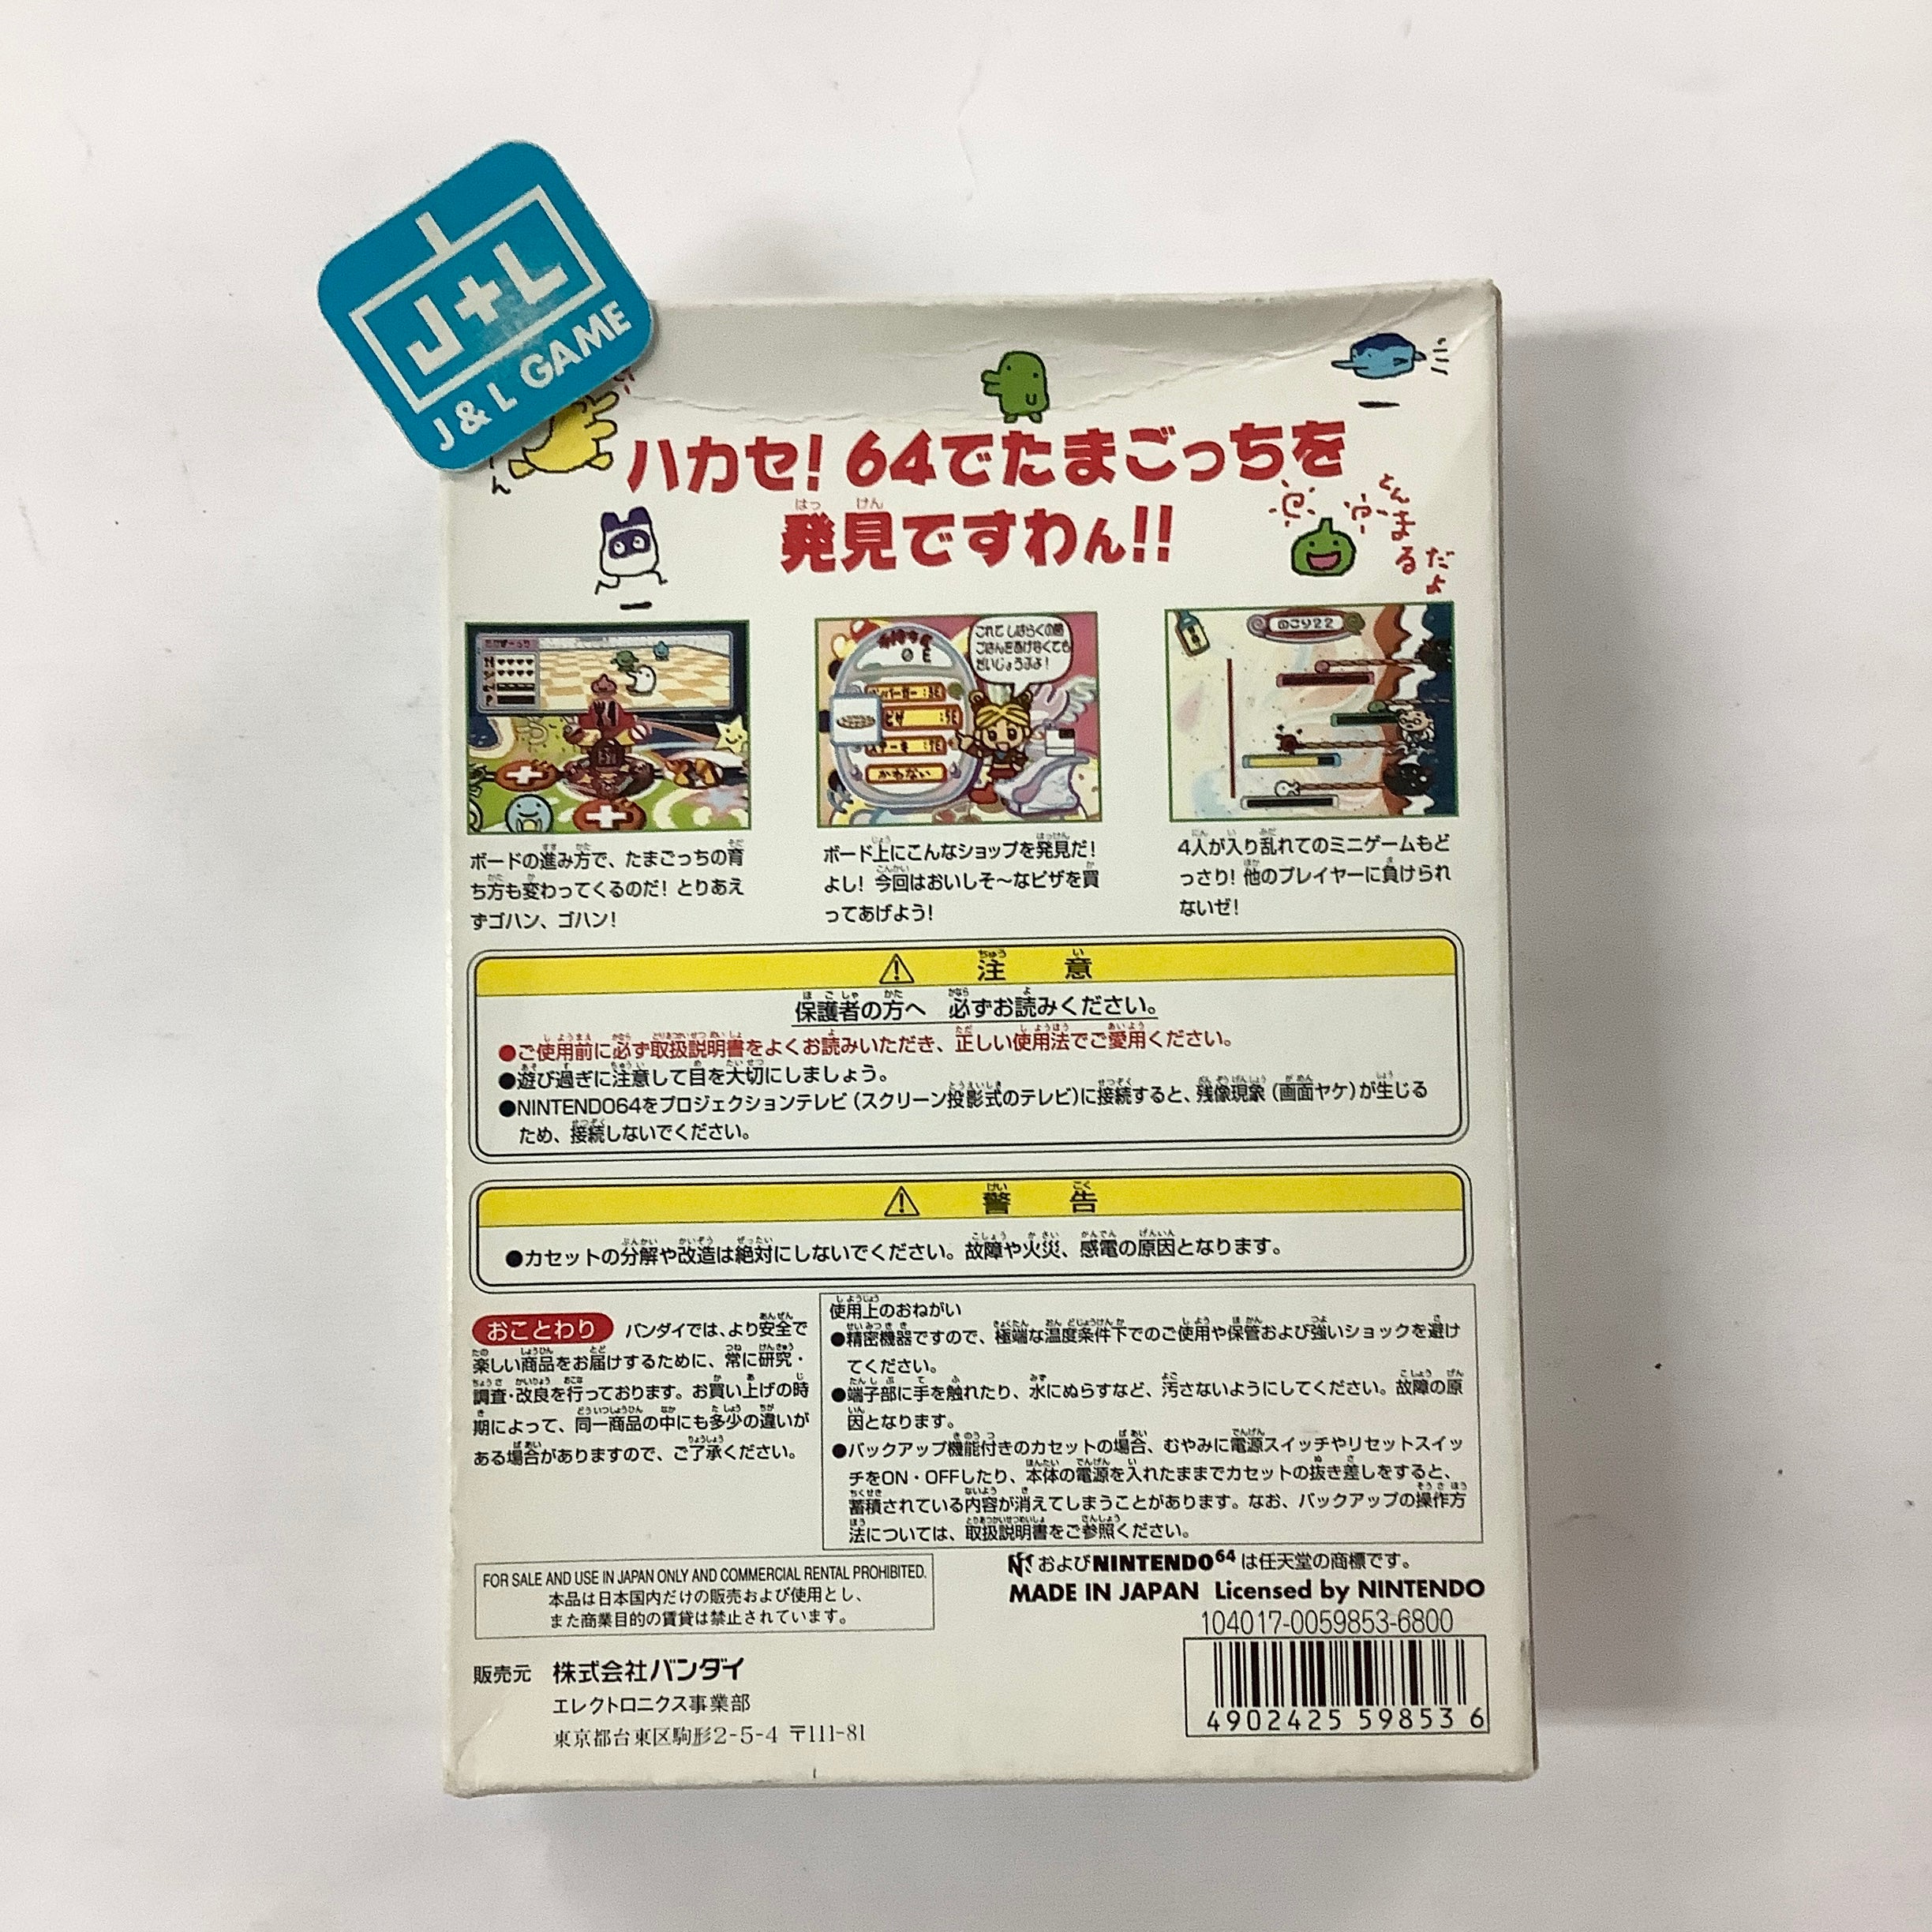 J+L
J & L GAME
ハカセ! 64でたまごっちを
発見ですわん!!
とんまるだよ
のこり22
これでしばらくの間
ごはんをあげなくても
だいじょうぶよ!
0 E
ピザ :5E
かわない
ボードの進み方で、たまごっちの育
ち方も変わってくるのだ! とりあえ
ずゴハン、ゴハン!
ボード上にこんなショップを発見だ!
よし! 今回はおいしそ〜なピザを買
ってあげよう!
4人が入り乱れてのミニゲームもど
っさり! 他のプレイヤーに負けられ
ないぜ!
⚠ 注意
保護者の方へ 必ずお読みください。
●ご使用前に必ず取扱説明書をよくお読みいただき、正しい使用法でご愛用ください。
●遊び過ぎに注意して目を大切にしましょう。
●NINTENDO64をプロジェクションテレビ(スクリーン投影式のテレビ)に接続すると、残像現象(画面ヤケ)が生じる
ため、接続しないでください。
⚠ 警告
●カセットの分解や改造は絶対にしないでください。故障や火災、感電の原因となります。
おことわり バンダイでは、より安全で
楽しい商品をお届けするために、常に研究・
調査・改良を行っております。お買い上げの時
期によって、同一商品の中にも多少の違いが
ある場合がありますので、ご了承ください。
使用上のおねがい
●精密機器ですので、極端な温度条件下でのご使用や保管および強いショックを避け
てください。
●端子部に手を触れたり、水にぬらすなど、汚さないようにしてください。故障の原
因となります。
●バックアップ機能付きのカセットの場合、むやみに電源スイッチやリセットスイッ
チをON・OFFしたり、本体の電源を入れたままでカセットの抜き差しをすると、
蓄積されている内容が消えてしまうことがあります。なお、バックアップの操作方
法については、取扱説明書をご参照ください。
FOR SALE AND USE IN JAPAN ONLY AND COMMERCIAL RENTAL PROHIBITED.
本品は日本国内だけの販売および使用とし、
また商業目的の賃貸は禁止されています。
およびNINTENDO64は任天堂の商標です。
MADE IN JAPAN Licensed by NINTENDO
104017-0059853-6800
4902425 598536
販売元 株式会社バンダイ
エレクトロニクス事業部
東京都台東区駒形2-5-4 〒111-81